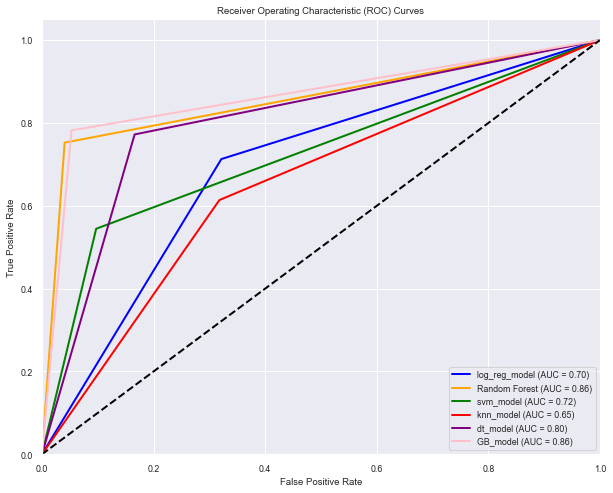 Receiver Operating Characteristic (ROC) Curves
True Positive Rate
1.0
0.8
0.6
0.4
0.2
0.0
0.0
0.2
0.4
0.6
0.8
1.0
False Positive Rate
log_reg_model (AUC = 0.70)
Random Forest (AUC = 0.86)
svm_model (AUC = 0.72)
knn_model (AUC = 0.65)
dt_model (AUC = 0.80)
GB_model (AUC = 0.86)